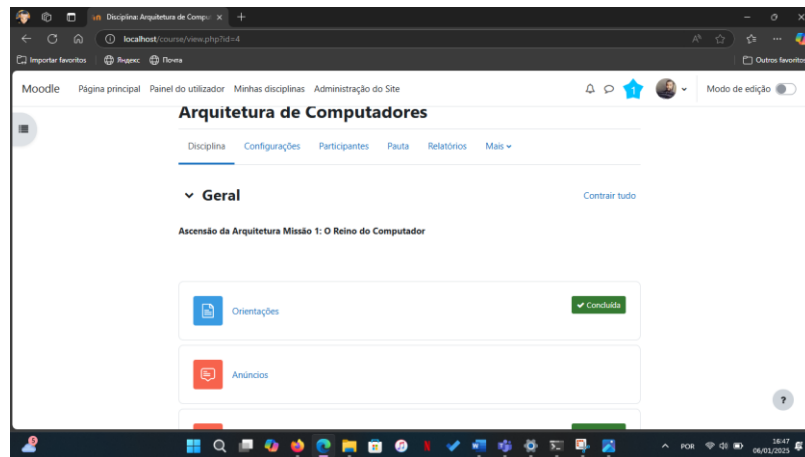 Disciplina: Arquitetura de Compu
localhost/course/view.php?id=4
Importar favoritos Яндекс Почта Outros favoritos
Moodle Página principal Painel do utilizador Minhas disciplinas Administração do Site 1 Modo de edição
Arquitetura de Computadores
Disciplina Configurações Participantes Pauta Relatórios Mais
Geral Contrair tudo
Ascensão da Arquitetura Missão 1: O Reino do Computador
Orientações Concluída
Anúncios
?
POR 16:47
06/01/2025